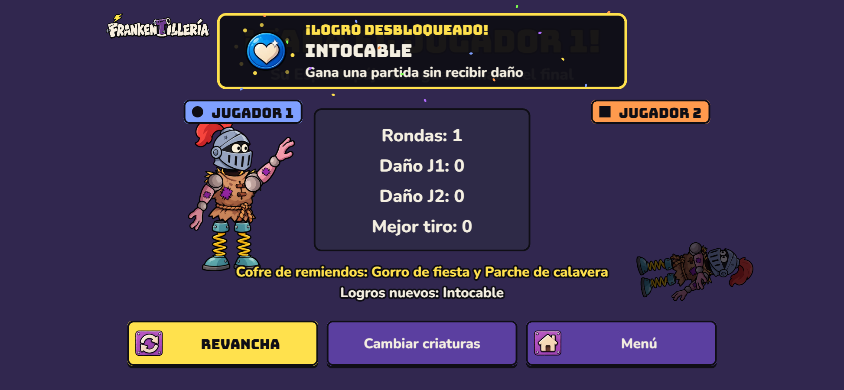 FRANKENTILLERÍA
¡LOGRO DESBLOQUEADO!
INTOCABLE
Gana una partida sin recibir daño
JUGADOR 1
JUGADOR 2
Rondas: 1
Daño J1: 0
Daño J2: 0
Mejor tiro: 0
Cofre de remiendos: Gorro de fiesta y Parche de calavera
Logros nuevos: Intocable
REVANCHA
Cambiar criaturas
Menú